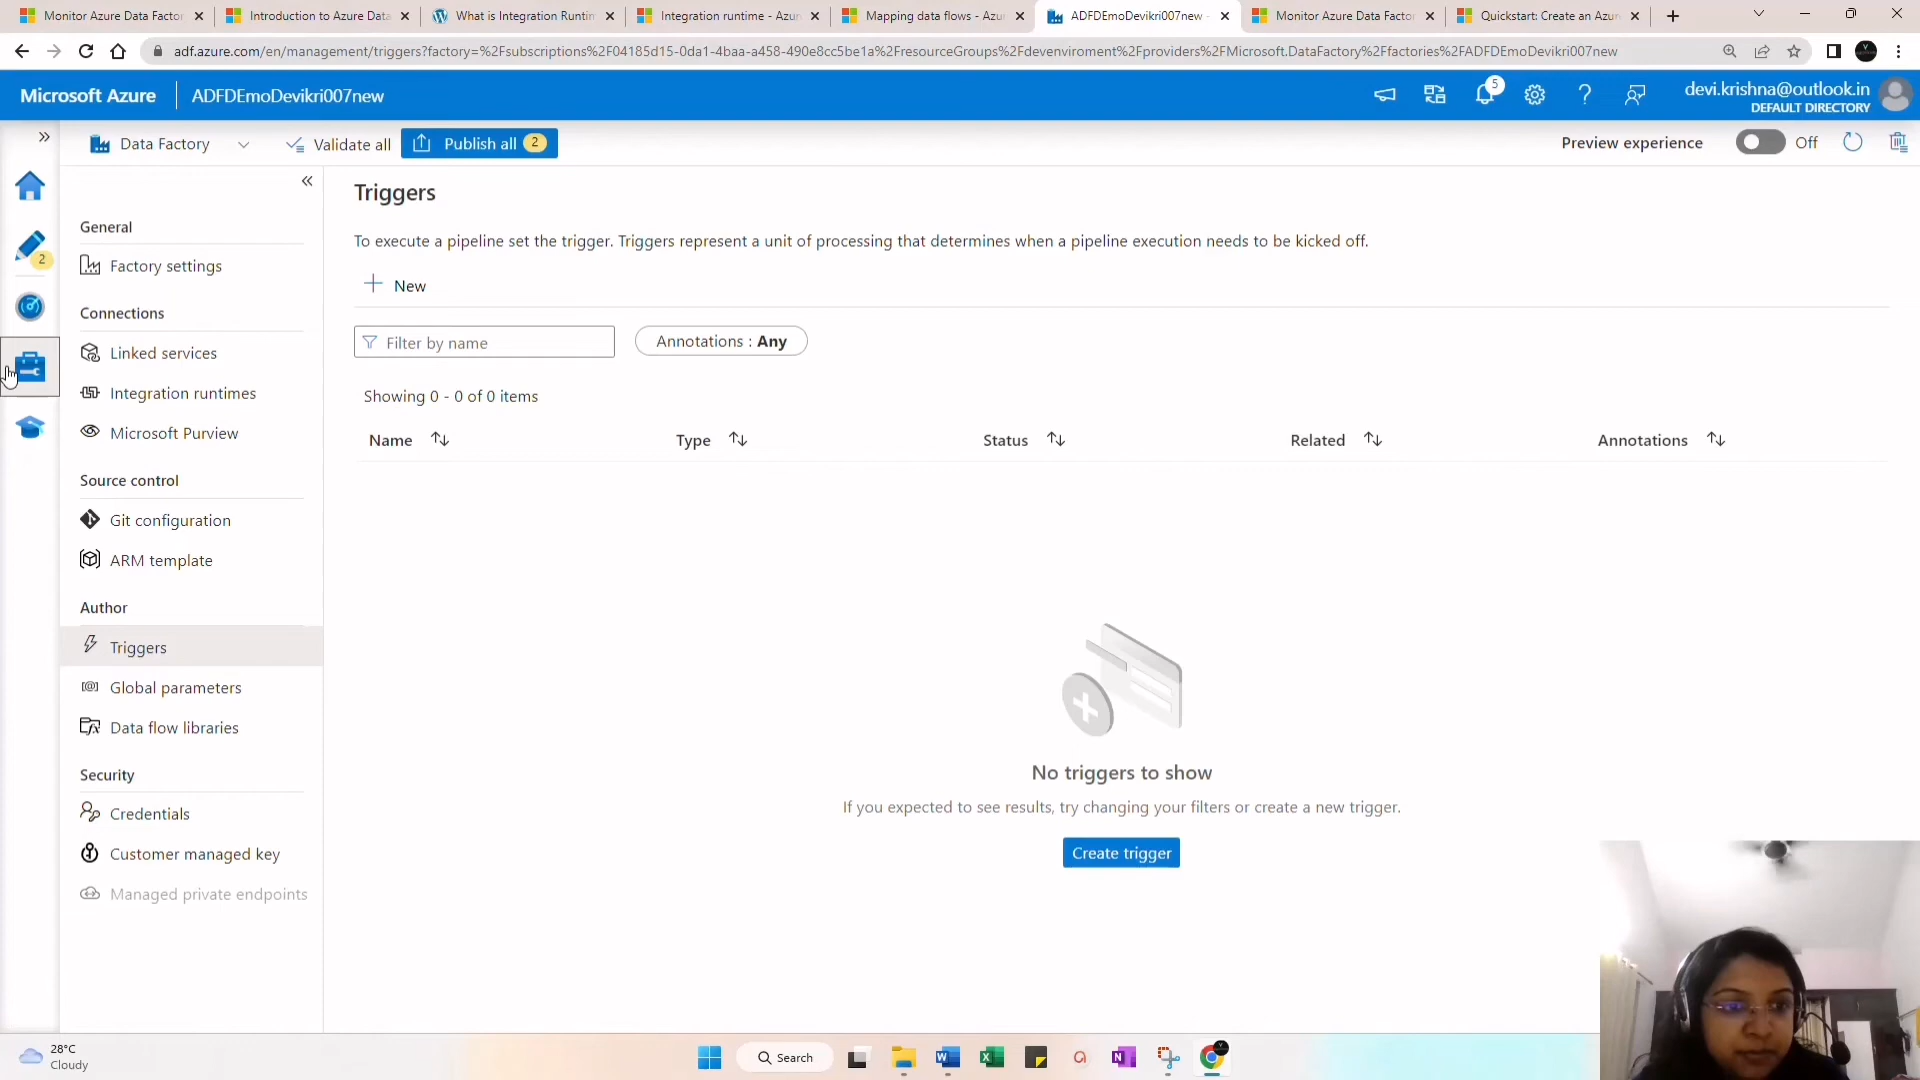 Monitor Azure Data Factor
Introduction to Azure Data
What is Integration Runtim
Integration runtime - Azur
Mapping data flows - Azu
ADFDEmoDevikri007new -
Monitor Azure Data Factor
Quickstart: Create an Azur
adf.azure.com/en/management/triggers?factory=%2Fsubscriptions%2F04185d15-0da1-4baa-a458-490e8cc5be1a%2FresourceGroups%2Fdevenviroment%2Fproviders%2FMicrosoft.DataFactory%2Ffactories%2FADFDEmoDevikri007new
Microsoft Azure
ADFDEmoDevikri007new
5
devi.krishna@outlook.in
DEFAULT DIRECTORY
Data Factory
Validate all
Publish all 2
Preview experience
Off
2
General
Factory settings
Connections
Linked services
Integration runtimes
Microsoft Purview
Source control
Git configuration
ARM template
Author
Triggers
Global parameters
Data flow libraries
Security
Credentials
Customer managed key
Managed private endpoints
Triggers
To execute a pipeline set the trigger. Triggers represent a unit of processing that determines when a pipeline execution needs to be kicked off.
New
Filter by name
Annotations : Any
Showing 0 - 0 of 0 items
Name
Type
Status
Related
Annotations
No triggers to show
If you expected to see results, try changing your filters or create a new trigger.
Create trigger
28°C
Cloudy
Search